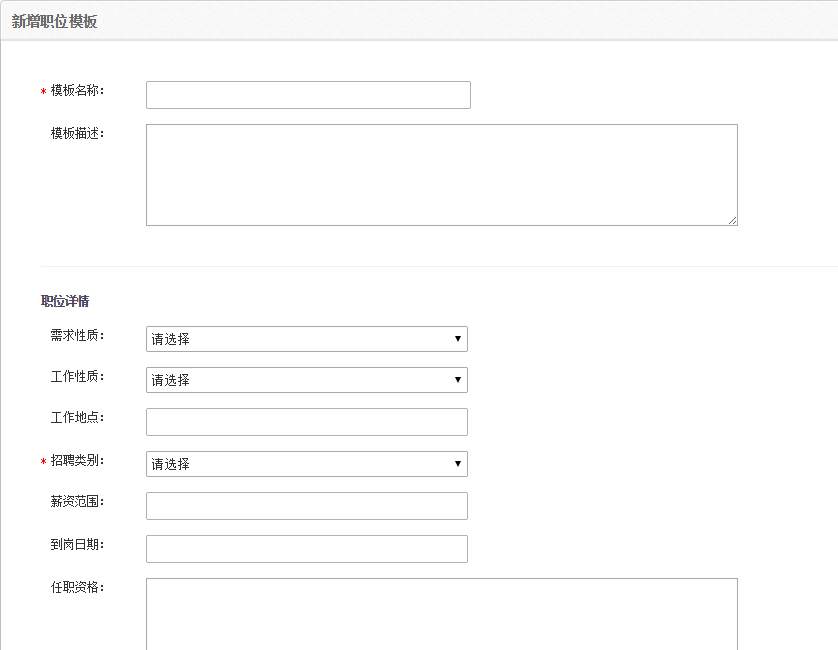 新增职位模板
* 模板名称：
模板描述：
职位详情
需求性质： 请选择
工作性质： 请选择
工作地点：
* 招聘类别： 请选择
薪资范围：
到岗日期：
任职资格：